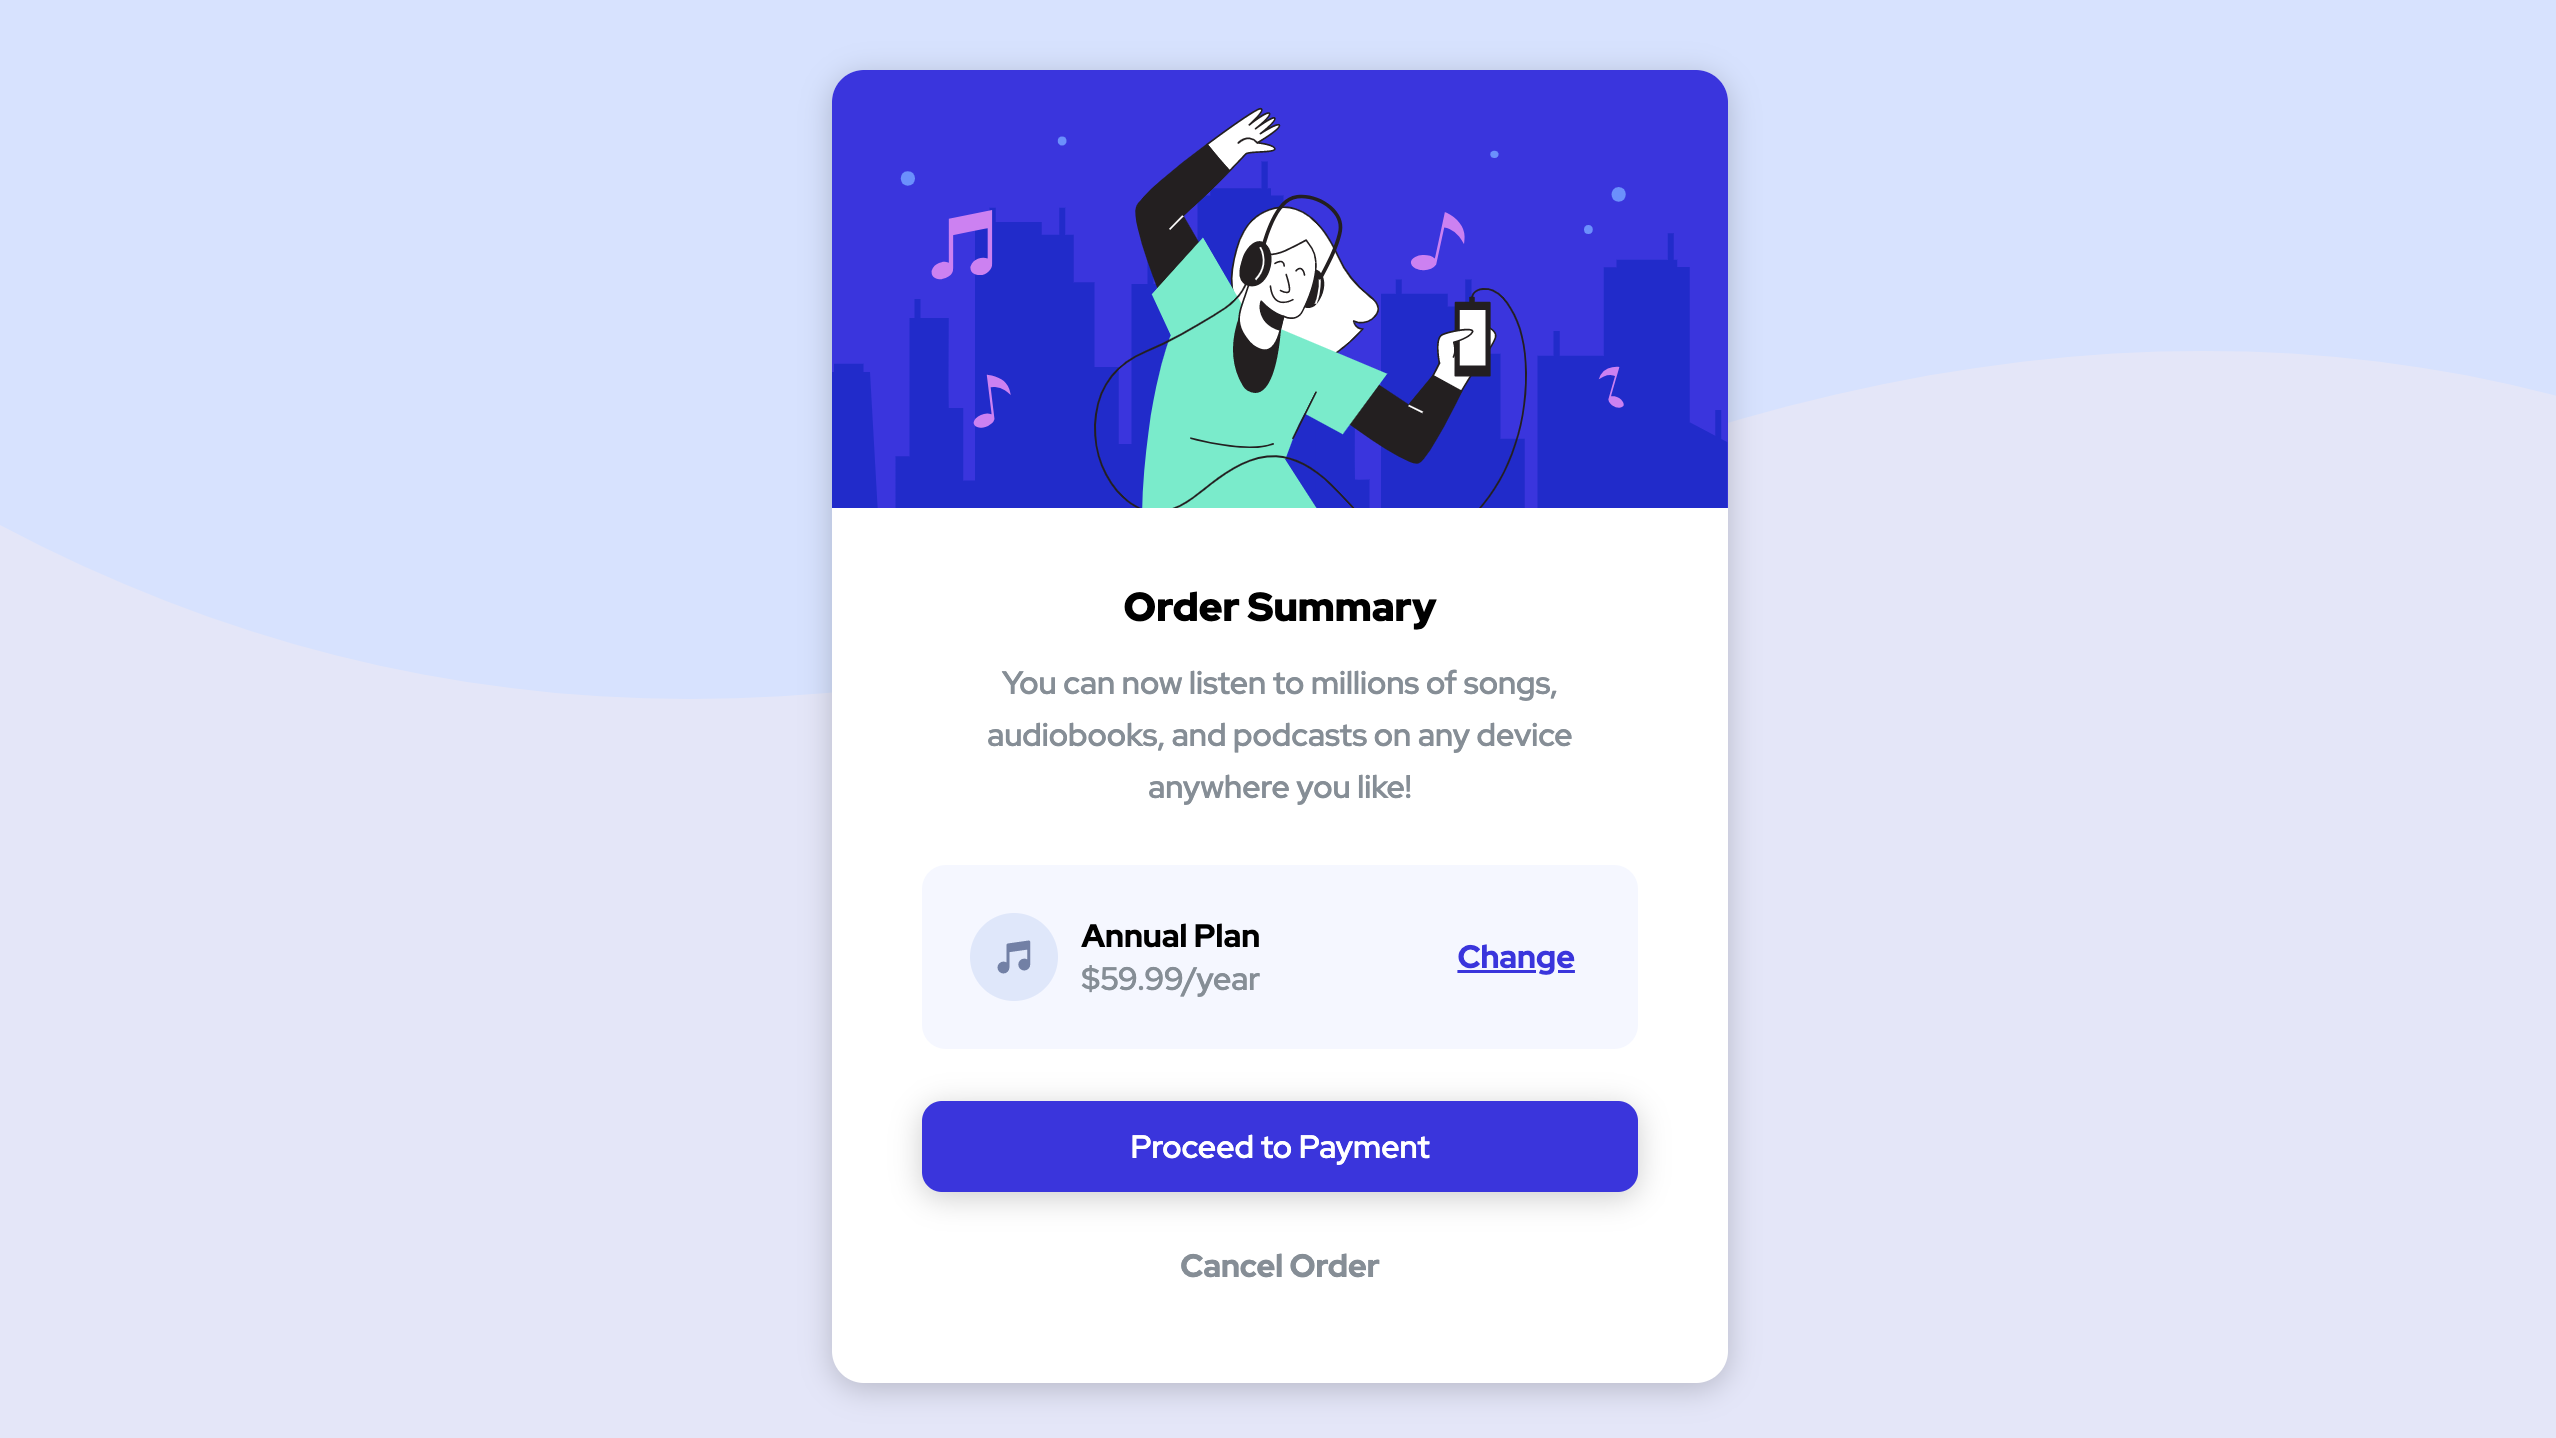 Order Summary
You can now listen to millions of songs,
audiobooks, and podcasts on any device
anywhere you like!
Annual Plan
$59.99/year
Change
Proceed to Payment
Cancel Order